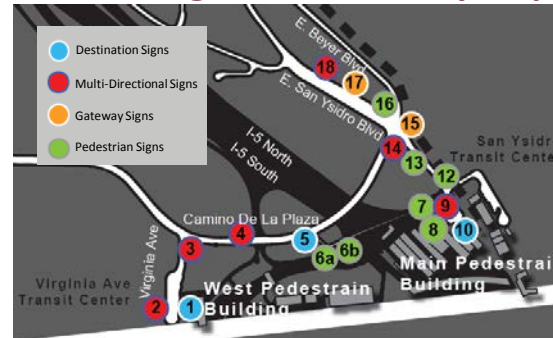 Destination Signs
Multi-Directional Signs
Gateway Signs
Pedestrian Signs
E. Beyer Blvd
E. San Ysidro Blvd
I-5 North
I-5 South
San Ysi
Transit Cente
Camino De La Plaza
Virginia Ave
Virginia Ave
Transit Center
West Pedestrain
Building
Main Pedestrai
Building
18
17
16
15
14
13
12
7
9
8
10
4
5
3
6a
6b
2
1